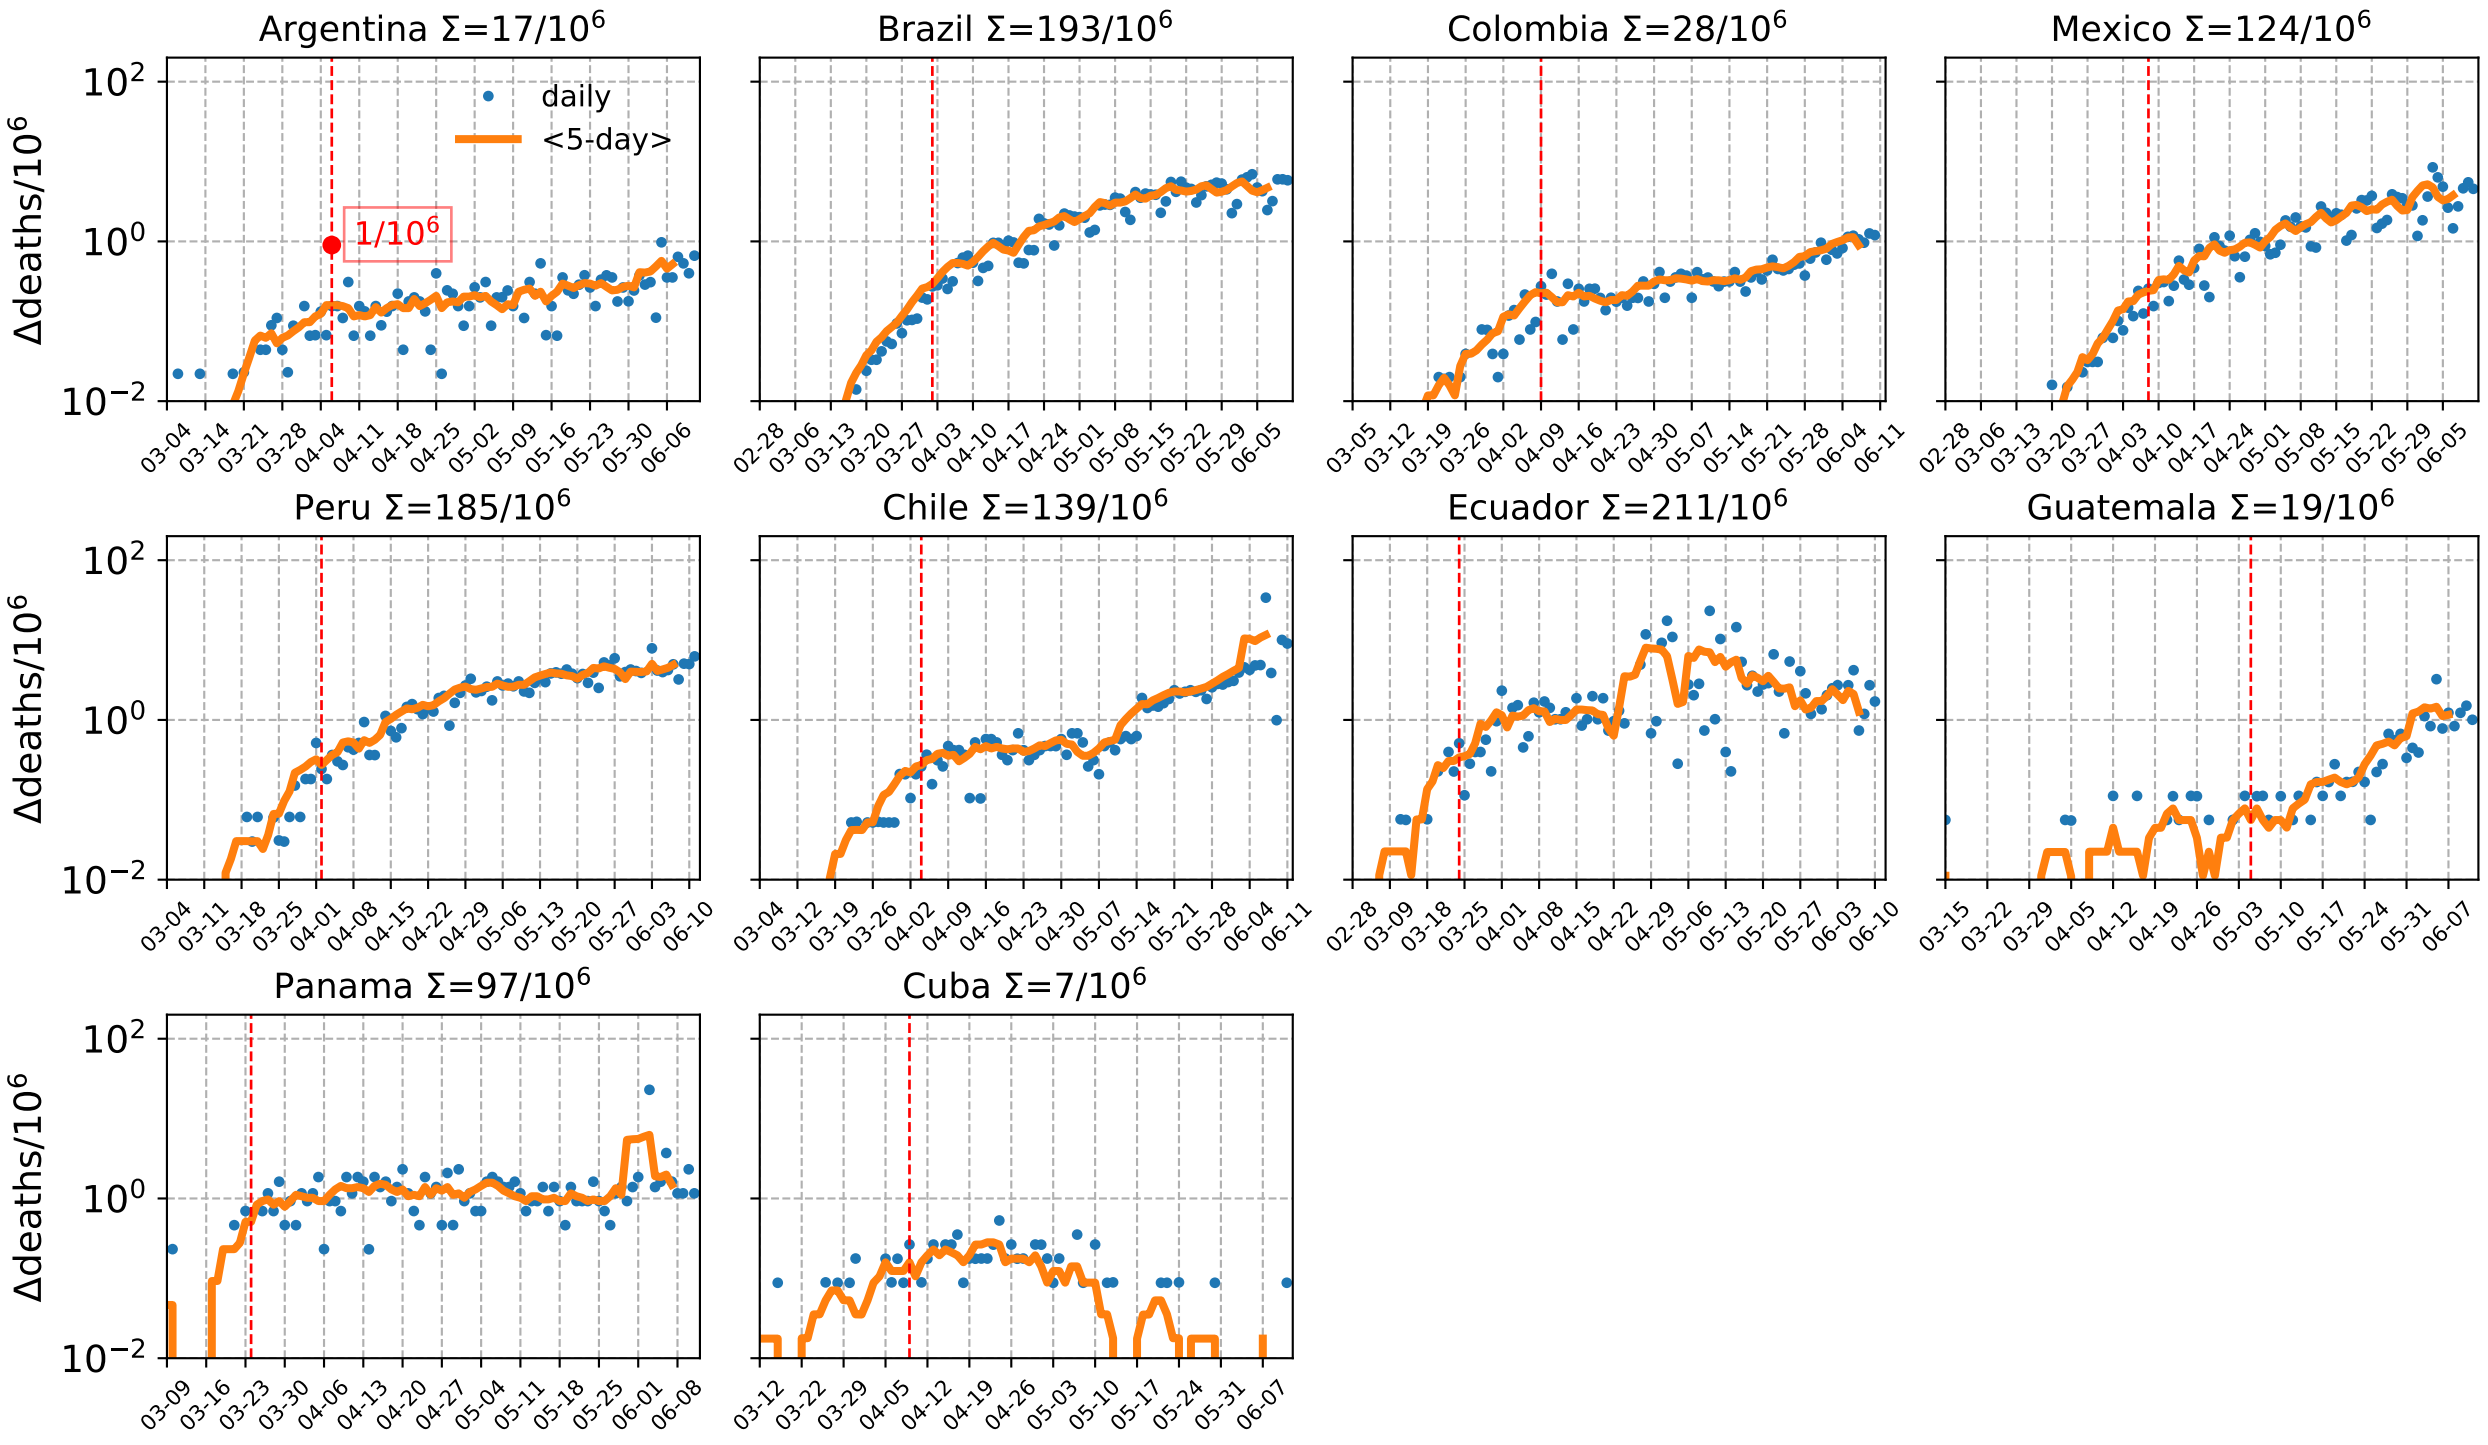 Argentina Σ=17/10⁶
Brazil Σ=193/10⁶
Colombia Σ=28/10⁶
Mexico Σ=124/10⁶
Δdeaths/10⁶
10²
10⁰
10⁻²
daily
<5-day>
1/10⁶
03-04 03-14 03-21 03-28 04-04 04-11 04-18 04-25 05-02 05-09 05-16 05-23 05-30 06-06
02-28 03-06 03-13 03-20 03-27 04-03 04-10 04-17 04-24 05-01 05-08 05-15 05-22 05-29 06-05
03-05 03-12 03-19 03-26 04-02 04-09 04-16 04-23 04-30 05-07 05-14 05-21 05-28 06-04 06-11
02-28 03-06 03-13 03-20 03-27 04-03 04-10 04-17 04-24 05-01 05-08 05-15 05-22 05-29 06-05
Peru Σ=185/10⁶
Chile Σ=139/10⁶
Ecuador Σ=211/10⁶
Guatemala Σ=19/10⁶
Δdeaths/10⁶
10²
10⁰
10⁻²
03-04 03-11 03-18 03-25 04-01 04-08 04-15 04-22 04-29 05-06 05-13 05-20 05-27 06-03 06-10
03-04 03-12 03-19 03-26 04-02 04-09 04-16 04-23 04-30 05-07 05-14 05-21 05-28 06-04 06-11
02-28 03-09 03-18 03-25 04-01 04-08 04-15 04-22 04-29 05-06 05-13 05-20 05-27 06-03 06-10
03-15 03-22 03-29 04-05 04-12 04-19 04-26 05-03 05-10 05-17 05-24 05-31 06-07
Panama Σ=97/10⁶
Cuba Σ=7/10⁶
Δdeaths/10⁶
10²
10⁰
10⁻²
03-09 03-16 03-23 03-30 04-06 04-13 04-20 04-27 05-04 05-11 05-18 05-25 06-01 06-08
03-12 03-22 03-29 04-05 04-12 04-19 04-26 05-03 05-10 05-17 05-24 05-31 06-07